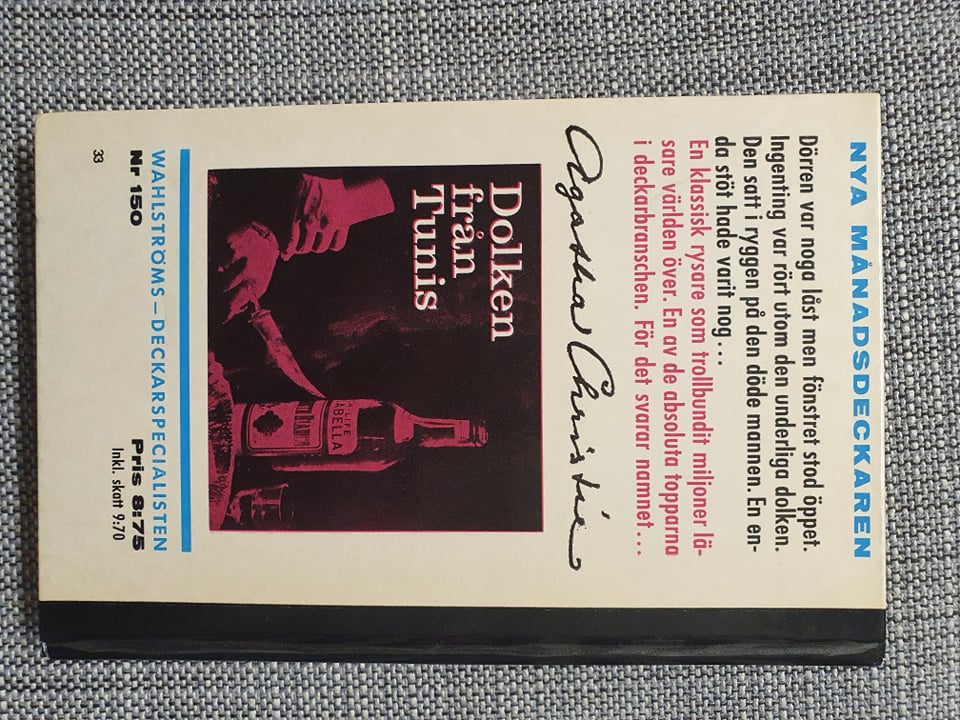 NYA MÅNADSDECKAREN
Dörren var noga låst men fönstret stod öppet.
Ingenting var rört utom den underliga dolken.
Den satt i ryggen på den döde mannen. En en-
da stöt hade varit nog...
En klassisk rysare som trollbundit miljoner lä-
sare världen över. En av de absoluta topparna
i deckarbranschen. För det svarar namnet...
Agatha Christie
Dolken
från
Tunis
ABELLA
WAHLSTRÖMS – DECKARSPECIALISTEN
Nr 150
Pris 8:75
Inkl. skatt 9:70
33